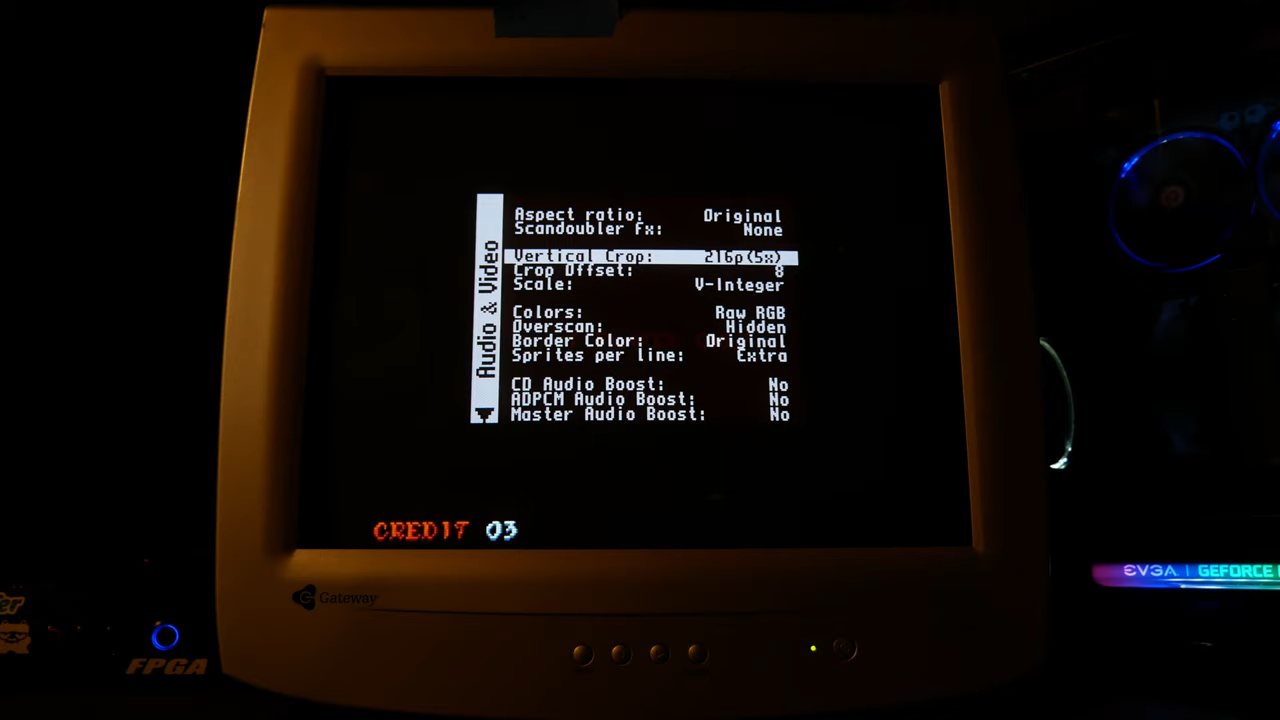 Audio & Video
Aspect ratio: Original
Scandoubler Fx: None
Vertical Crop: 216p(5x)
Crop Offset: 8
Scale: V-Integer
Colors: Raw RGB
Overscan: Hidden
Border Color: Original
Sprites per line: Extra
CD Audio Boost: No
ADPCM Audio Boost: No
Master Audio Boost: No
CREDIT 03
Gateway
EVGA | GEFORCE
FPGA